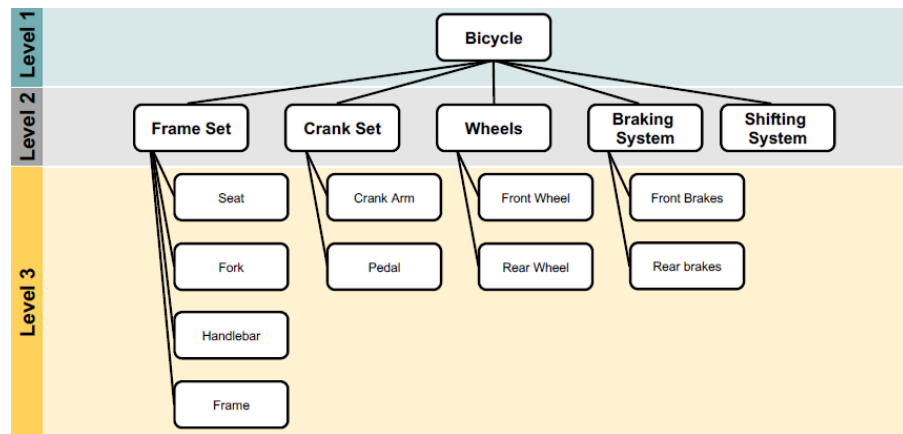 Level 1
Bicycle
Level 2
Frame Set
Crank Set
Wheels
Braking
System
Shifting
System
Level 3
Seat
Crank Arm
Front Wheel
Front Brakes
Fork
Pedal
Rear Wheel
Rear brakes
Handlebar
Frame